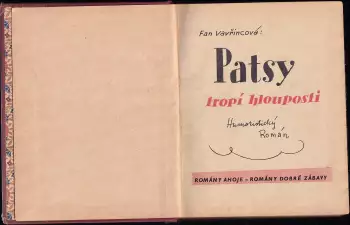 Fan Vavřincové:
Patsy
tropí hlouposti
Humoristický
Román
ROMÁNY AHOJE - ROMÁNY DOBRÉ ZÁBAVY